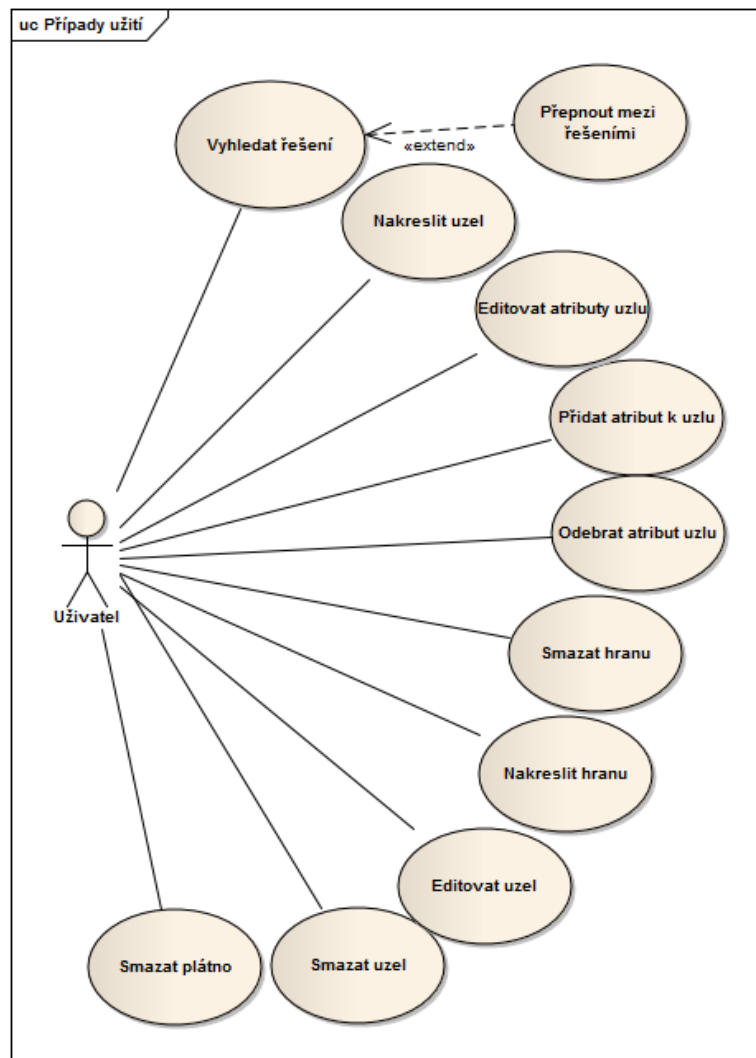 uc Případy užití
Přepnout mezi
řešeními
Vyhledat řešení
«extend»
Nakreslit uzel
Editovat atributy uzlu
Přidat atribut k uzlu
Odebrat atribut uzlu
Uživatel
Smazat hranu
Nakreslit hranu
Editovat uzel
Smazat plátno
Smazat uzel